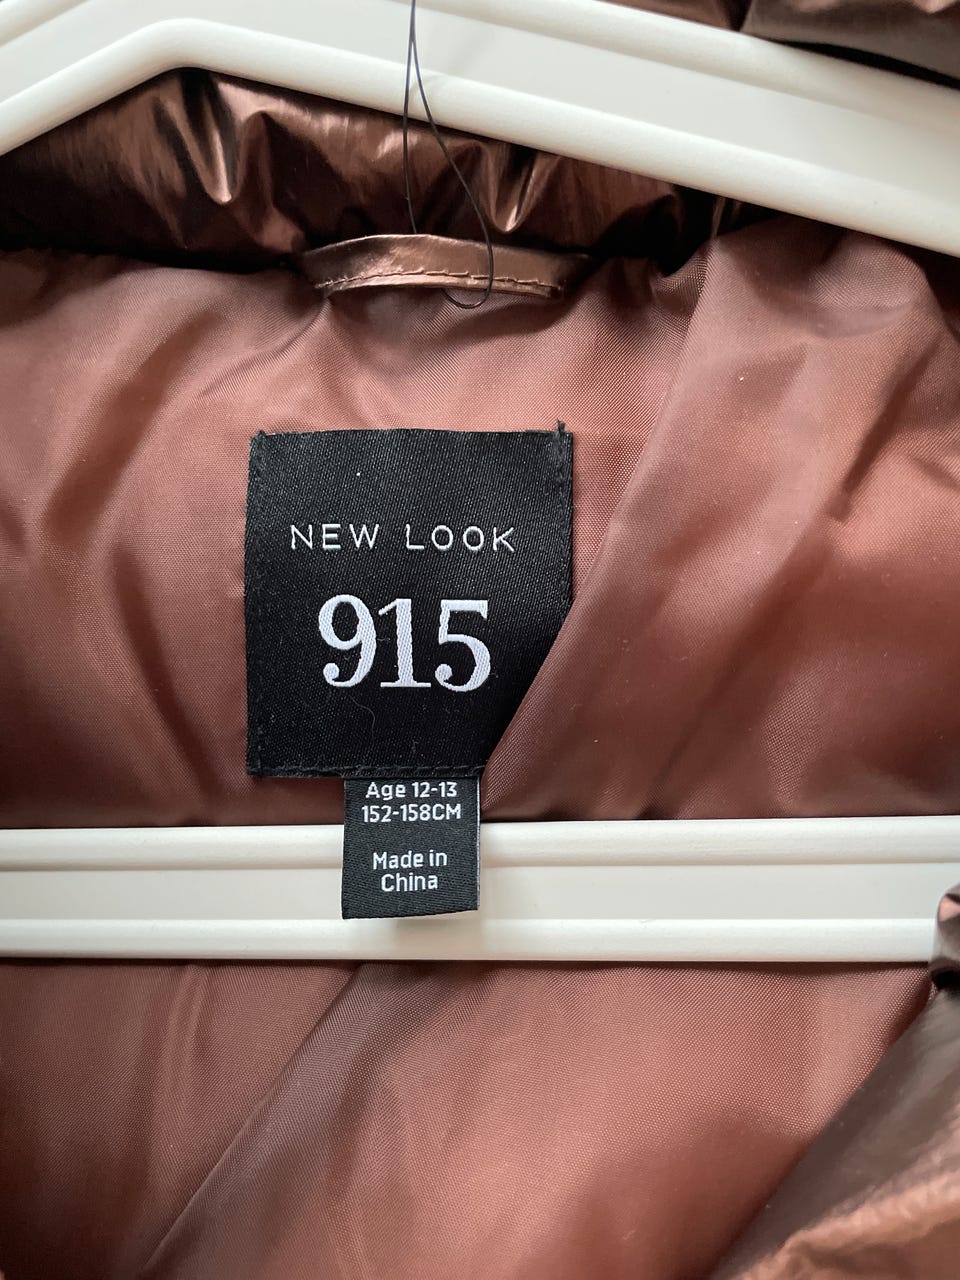 NEW LOOK
915
Age 12-13
152-158CM
Made in
China